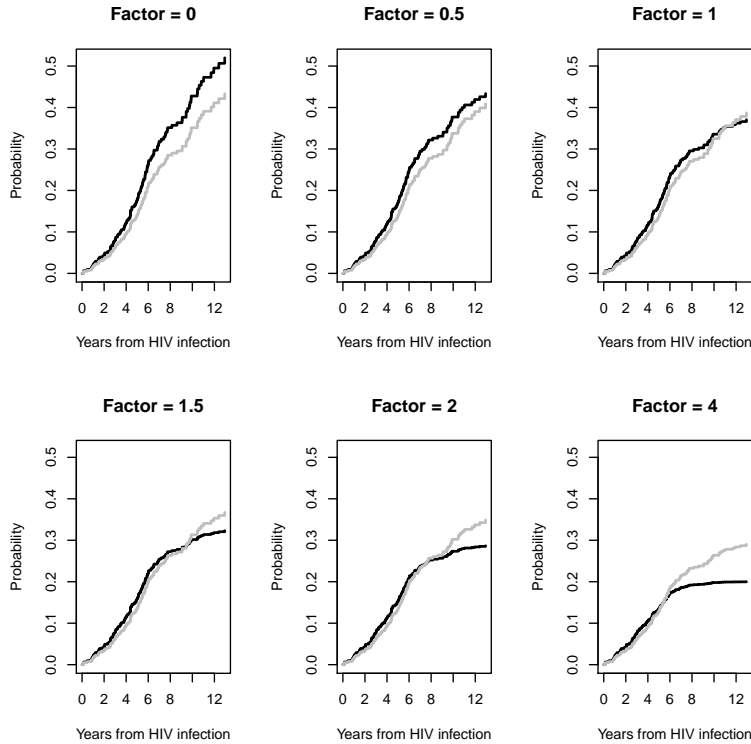 Factor = 0
Factor = 0.5
Factor = 1
Probability
0.0 0.1 0.2 0.3 0.4 0.5
0 2 4 6 8 12
Years from HIV infection
Probability
0.0 0.1 0.2 0.3 0.4 0.5
0 2 4 6 8 12
Years from HIV infection
Probability
0.0 0.1 0.2 0.3 0.4 0.5
0 2 4 6 8 12
Years from HIV infection
Factor = 1.5
Factor = 2
Factor = 4
Probability
0.0 0.1 0.2 0.3 0.4 0.5
0 2 4 6 8 12
Years from HIV infection
Probability
0.0 0.1 0.2 0.3 0.4 0.5
0 2 4 6 8 12
Years from HIV infection
Probability
0.0 0.1 0.2 0.3 0.4 0.5
0 2 4 6 8 12
Years from HIV infection